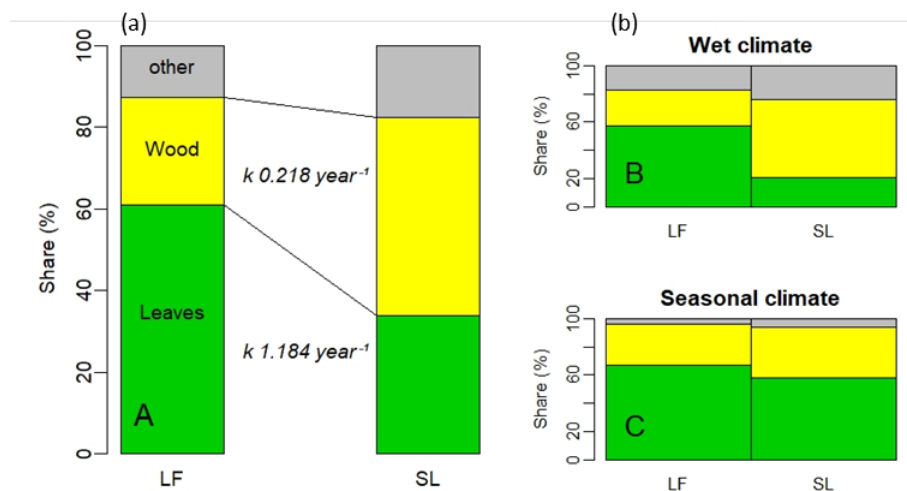 (a)
100
80
60
40
20
0
Share (%)
other
Wood
Leaves
A
k 0.218 year⁻¹
k 1.184 year⁻¹
LF
SL
(b)
Wet climate
100
60
20
0
Share (%)
B
LF
SL
Seasonal climate
100
60
20
0
Share (%)
C
LF
SL